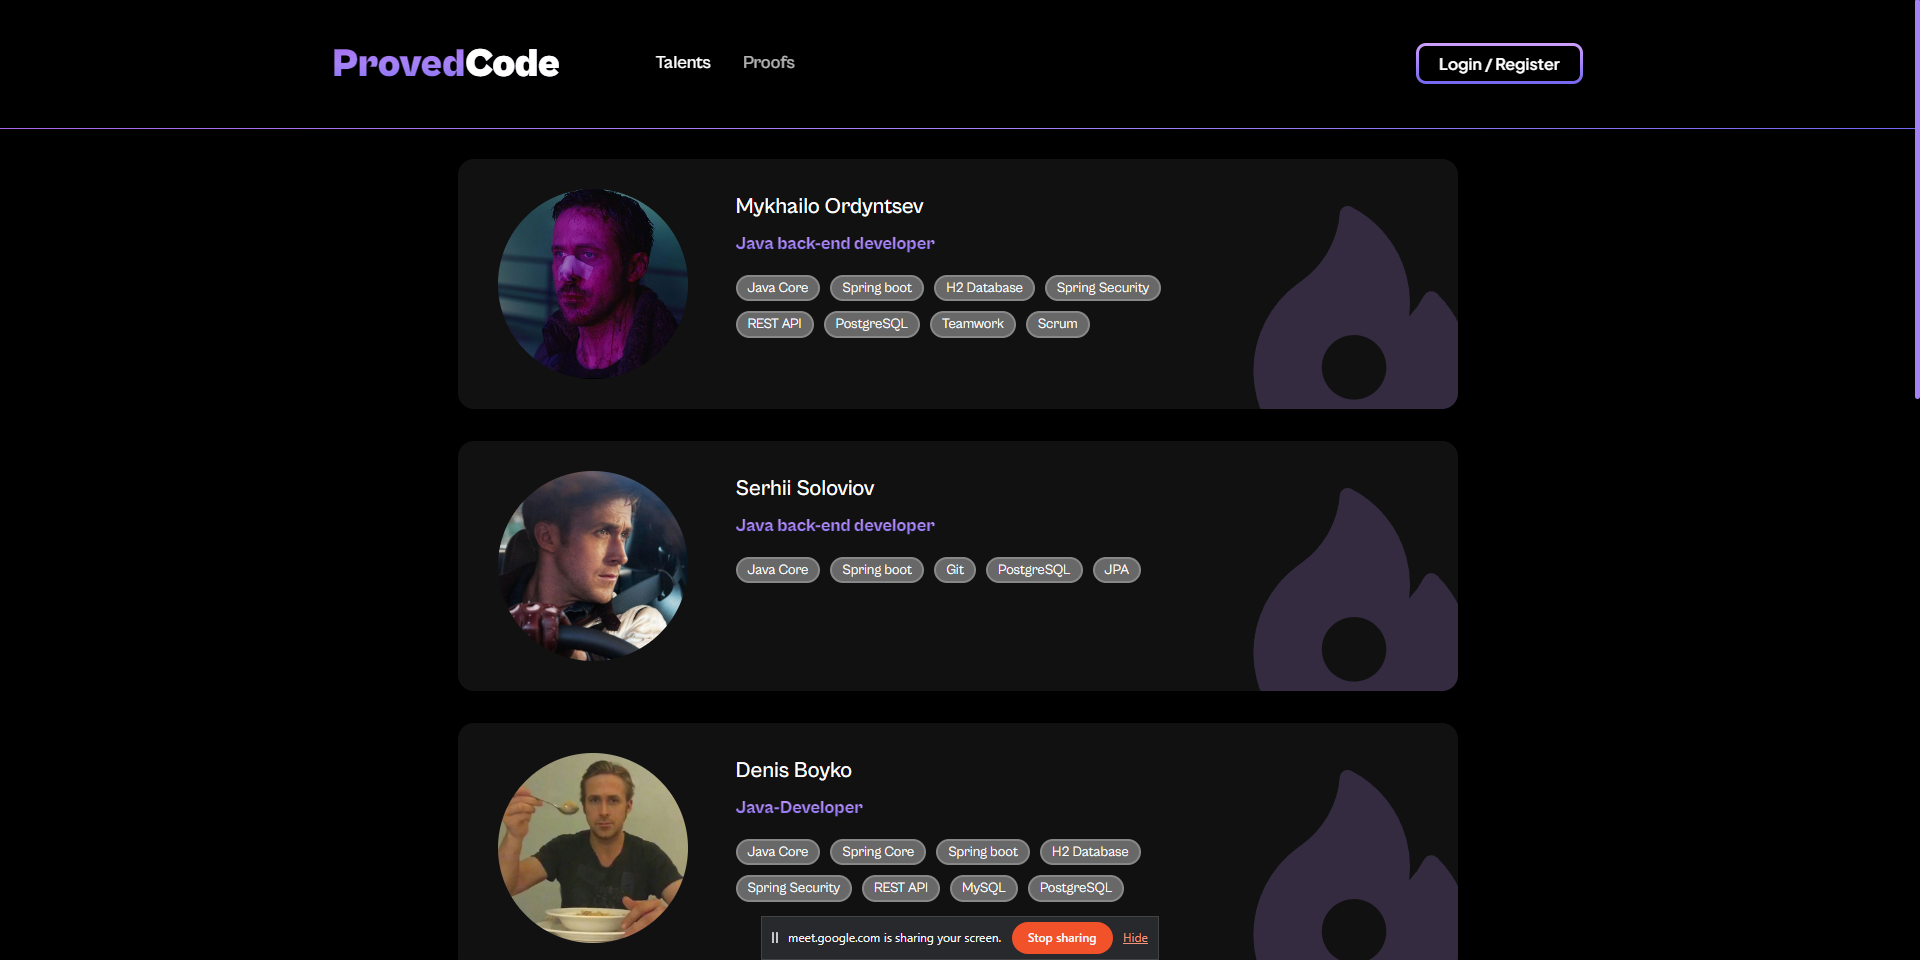 ProvedCode Talents Proofs Login / Register
Mykhailo Ordyntsev
Java back-end developer
Java Core Spring boot H2 Database Spring Security
REST API PostgreSQL Teamwork Scrum
Serhii Soloviov
Java back-end developer
Java Core Spring boot Git PostgreSQL JPA
Denis Boyko
Java-Developer
Java Core Spring Core Spring boot H2 Database
Spring Security REST API MySQL PostgreSQL
meet.google.com is sharing your screen. Stop sharing Hide